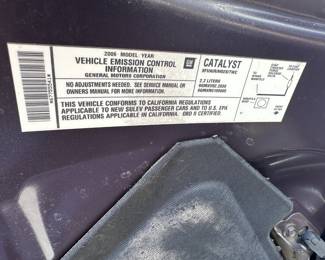 2006 MODEL YEAR
VEHICLE EMISSION CONTROL
INFORMATION
GENERAL MOTORS CORPORATION
GM
CATALYST
2.2 LITERS
NO ADJUSTMENTS NEEDED. SEE SERVICE MANUAL OR
OWNERS MANUAL FOR MORE INFORMATION.
THIS VEHICLE CONFORMS TO CALIFORNIA REGULATIONS
APPLICABLE TO NEW SULEV PASSENGER CARS AND TO U.S. EPA
REGULATIONS APPLICABLE IN CALIFORNIA. OBD II CERTIFIED.